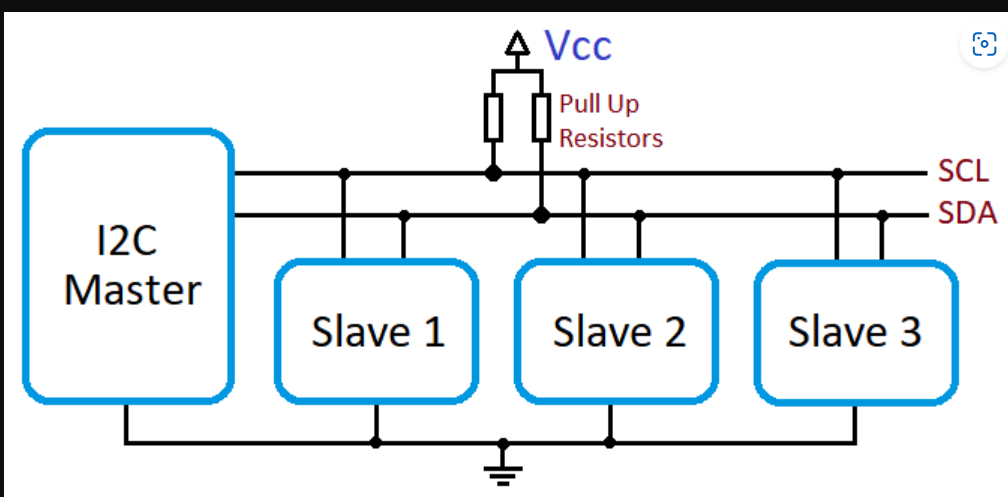 Vcc
Pull Up
Resistors
SCL
SDA
I2C
Master
Slave 1
Slave 2
Slave 3